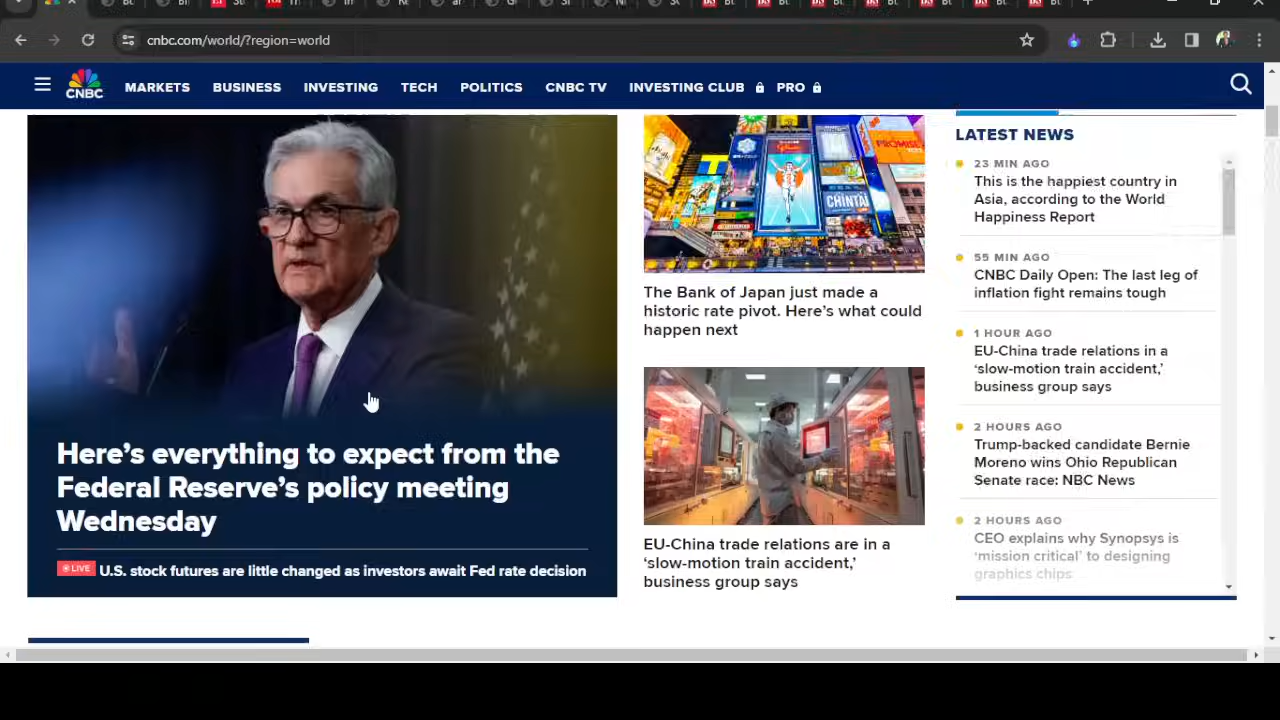 cnbc.com/world/?region=world
CNBC
MARKETS
BUSINESS
INVESTING
TECH
POLITICS
CNBC TV
INVESTING CLUB
PRO
Here’s everything to expect from the
Federal Reserve’s policy meeting
Wednesday
LIVE
U.S. stock futures are little changed as investors await Fed rate decision
PROMISE
CHINTAI
The Bank of Japan just made a
historic rate pivot. Here’s what could
happen next
EU-China trade relations are in a
‘slow-motion train accident,’
business group says
LATEST NEWS
23 MIN AGO
This is the happiest country in
Asia, according to the World
Happiness Report
55 MIN AGO
CNBC Daily Open: The last leg of
inflation fight remains tough
1 HOUR AGO
EU-China trade relations in a
‘slow-motion train accident,’
business group says
2 HOURS AGO
Trump-backed candidate Bernie
Moreno wins Ohio Republican
Senate race: NBC News
2 HOURS AGO
CEO explains why Synopsys is
‘mission critical’ to designing
graphics chips